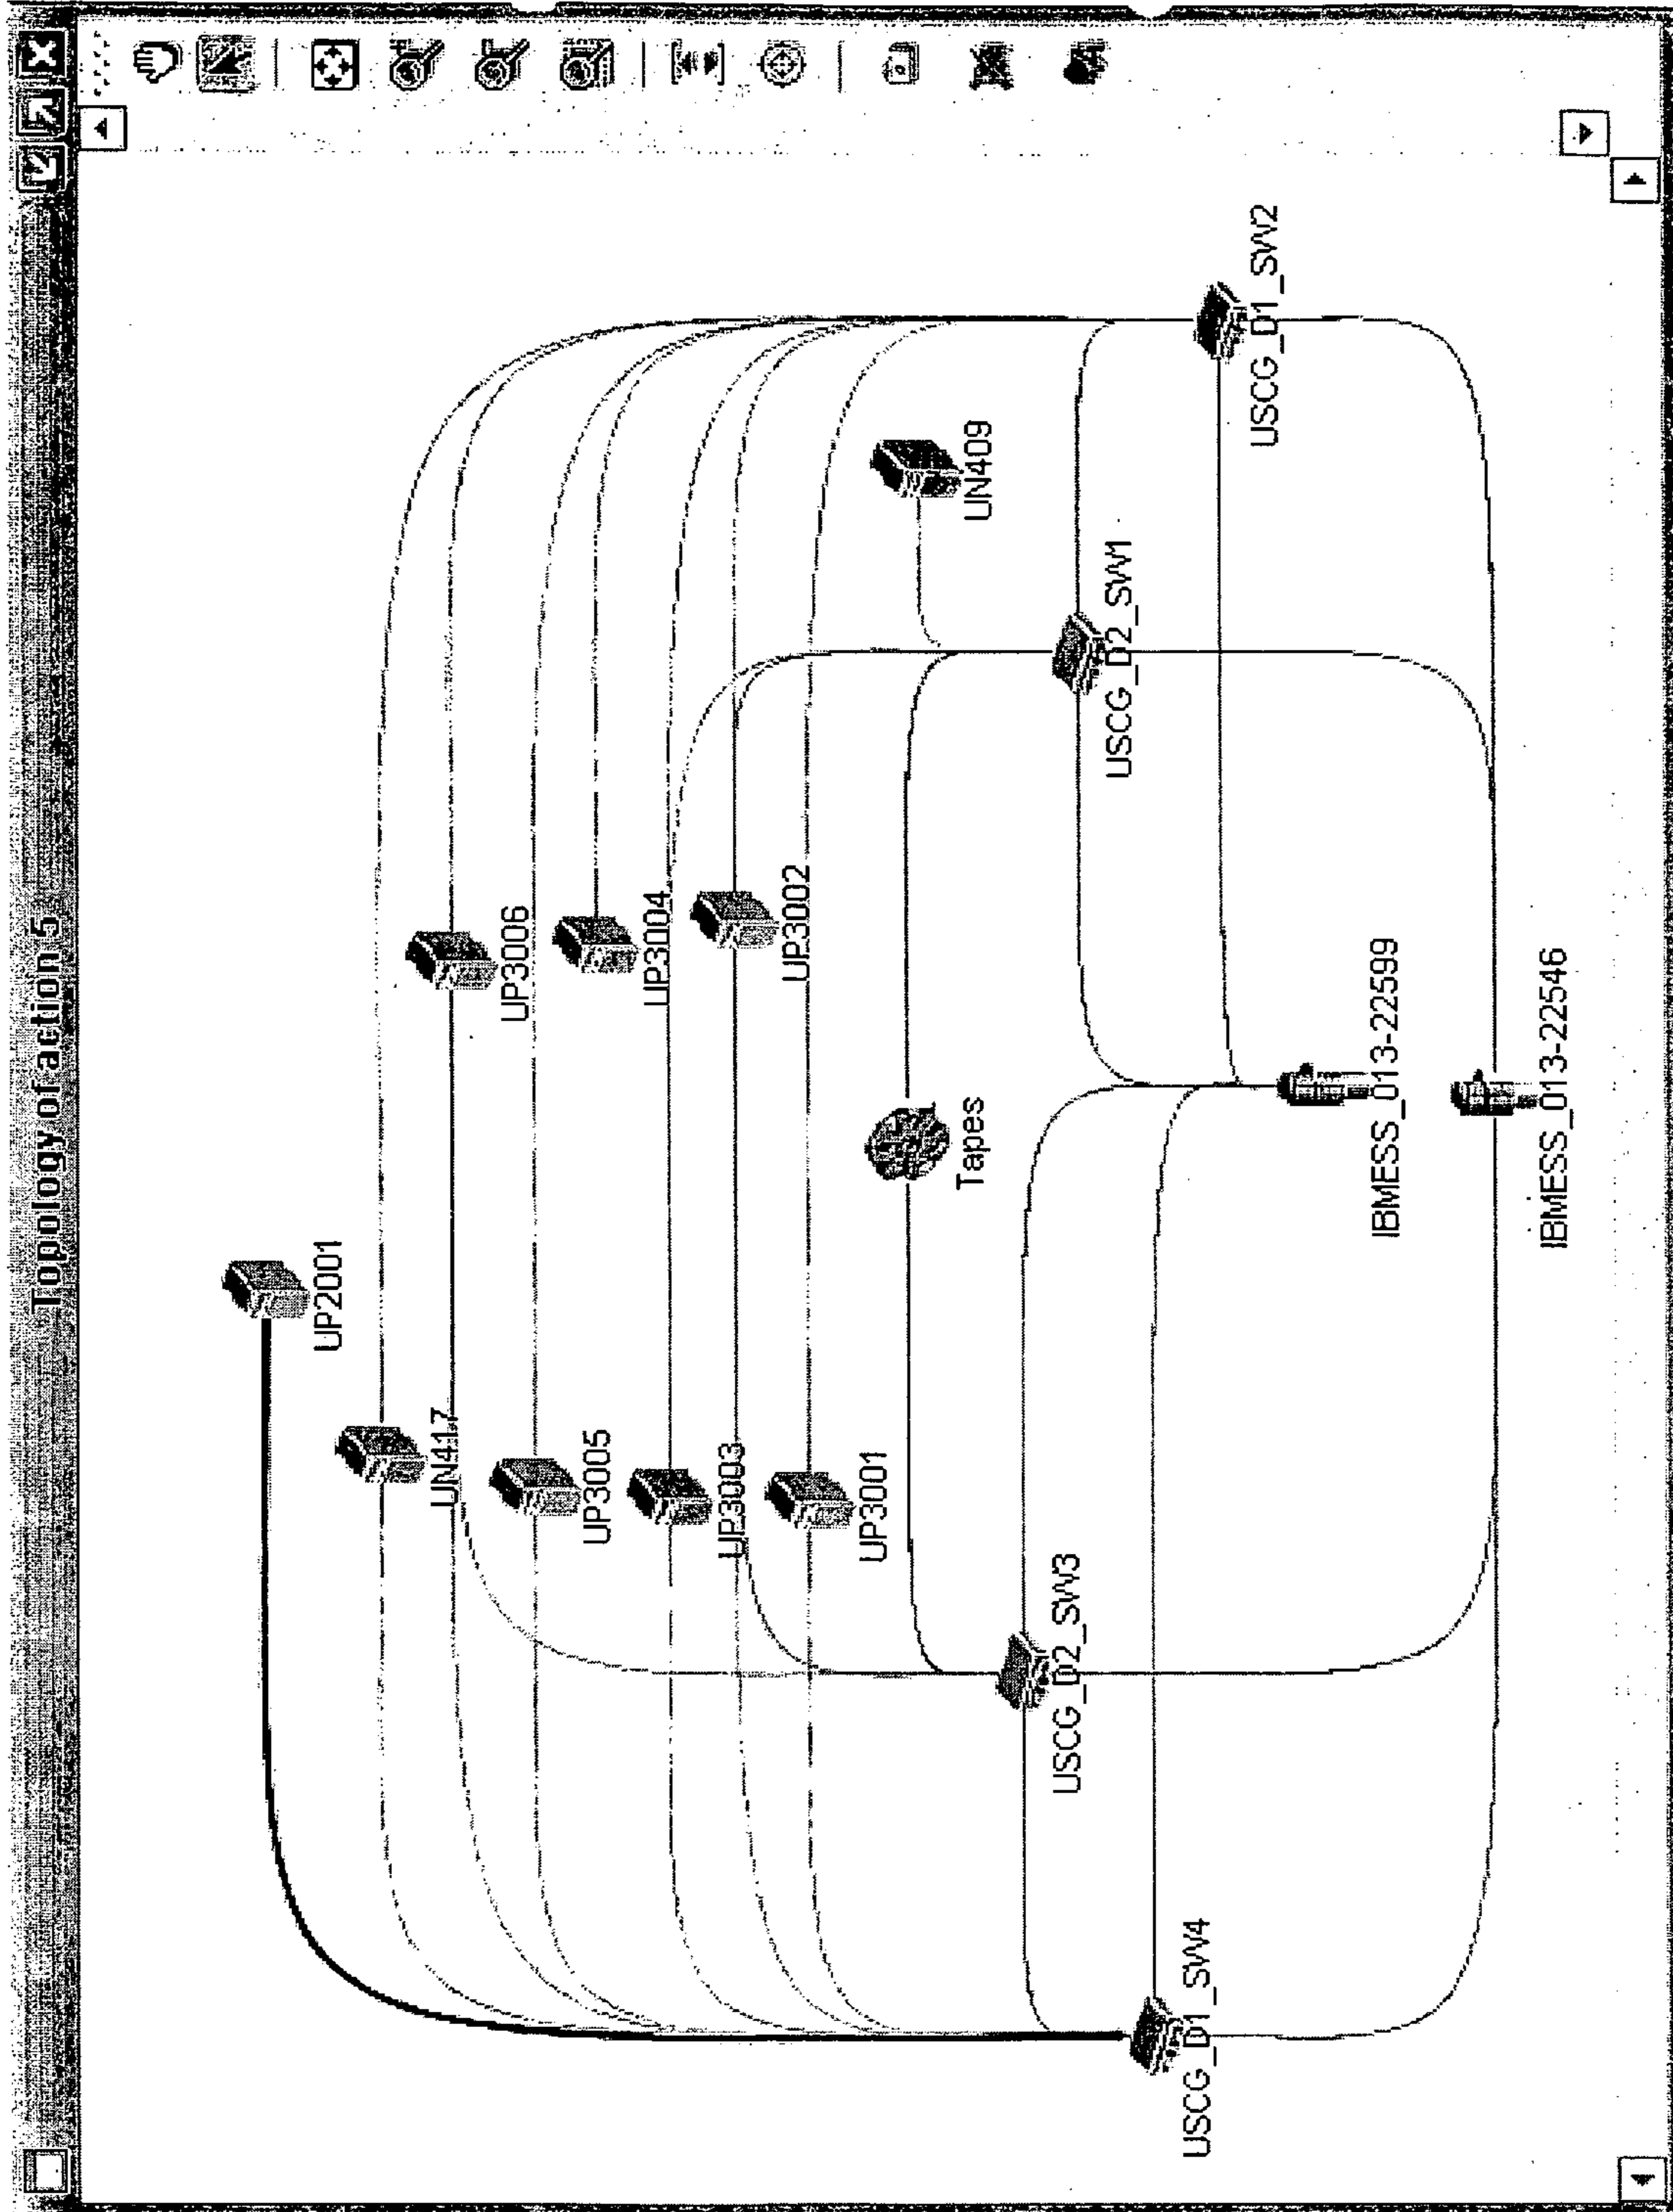 Topology of action 5
UP2001
UN417
UP3006
UP3005
UP3004
UP3003
UP3002
UP3001
Tapes
UN409
USCG_D2_SW3
USCG_D2_SW1
USCG_D1_SW4
USCG_D1_SW2
IBMESS_013-22599
IBMESS_013-22546